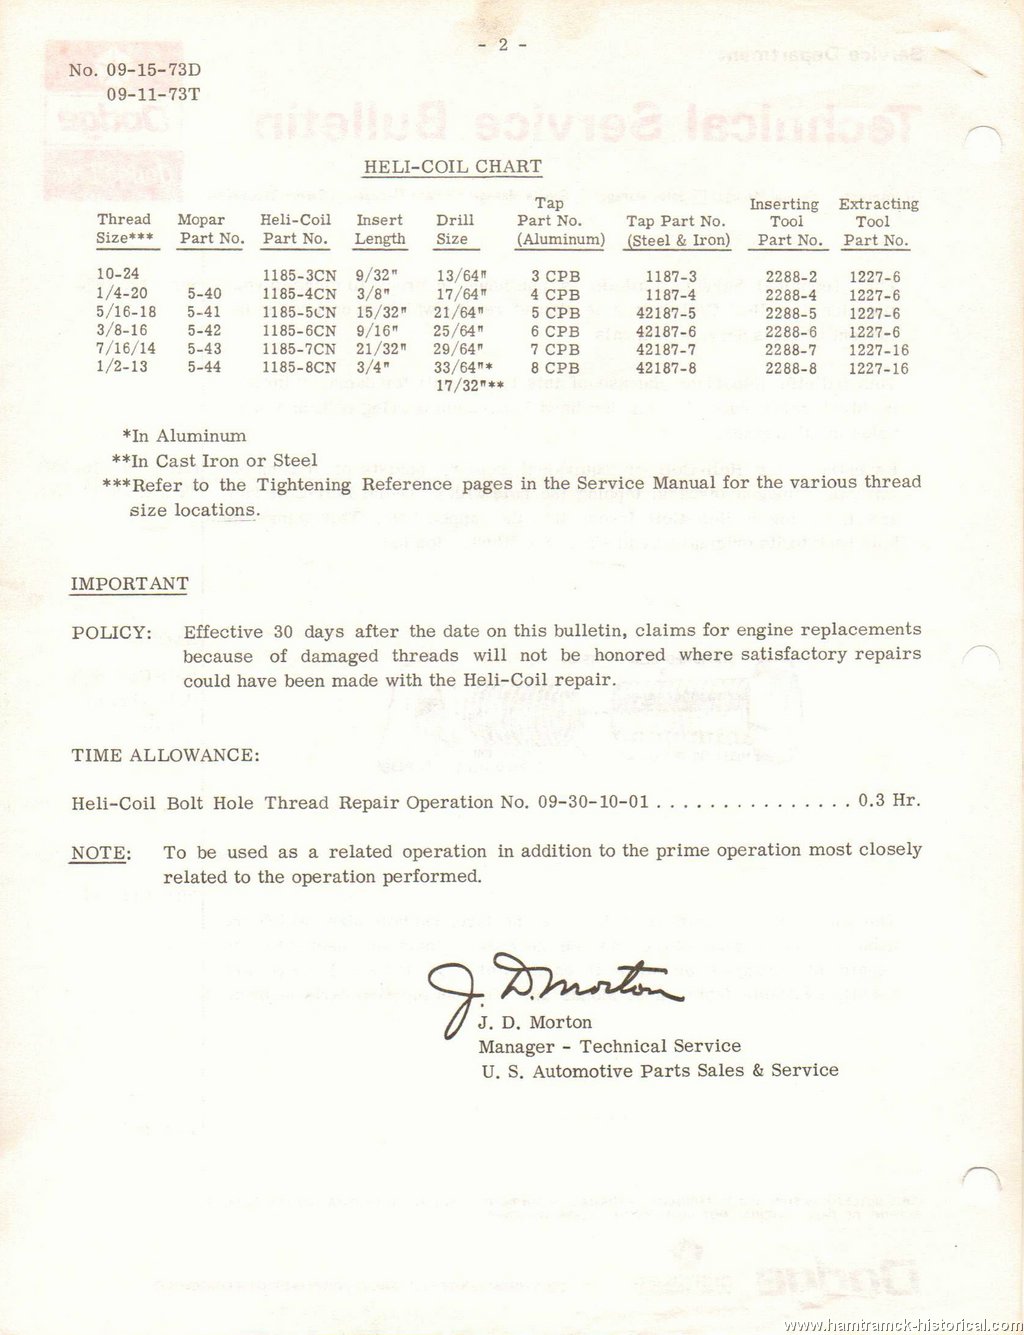 - 2 -
No. 09-15-73D
09-11-73T
HELI-COIL CHART
Thread Size*** Mopar Part No. Heli-Coil Part No. Insert Length Drill Size Tap Part No. (Aluminum) Tap Part No. (Steel & Iron) Inserting Tool Part No. Extracting Tool Part No.
10-24 1185-3CN 9/32" 13/64" 3 CPB 1187-3 2288-2 1227-6
1/4-20 5-40 1185-4CN 3/8" 17/64" 4 CPB 1187-4 2288-4 1227-6
5/16-18 5-41 1185-5CN 15/32" 21/64" 5 CPB 42187-5 2288-5 1227-6
3/8-16 5-42 1185-6CN 9/16" 25/64" 6 CPB 42187-6 2288-6 1227-6
7/16/14 5-43 1185-7CN 21/32" 29/64" 7 CPB 42187-7 2288-7 1227-16
1/2-13 5-44 1185-8CN 3/4" 33/64"* 8 CPB 42187-8 2288-8 1227-16
17/32"**
*In Aluminum
**In Cast Iron or Steel
***Refer to the Tightening Reference pages in the Service Manual for the various thread
size locations.
IMPORTANT
POLICY: Effective 30 days after the date on this bulletin, claims for engine replacements
because of damaged threads will not be honored where satisfactory repairs
could have been made with the Heli-Coil repair.
TIME ALLOWANCE:
Heli-Coil Bolt Hole Thread Repair Operation No. 09-30-10-01 . . . . . . . . . . . . . . . 0.3 Hr.
NOTE: To be used as a related operation in addition to the prime operation most closely
related to the operation performed.
J. D. Morton
J. D. Morton
Manager - Technical Service
U. S. Automotive Parts Sales & Service
www.hamtramck-historical.com